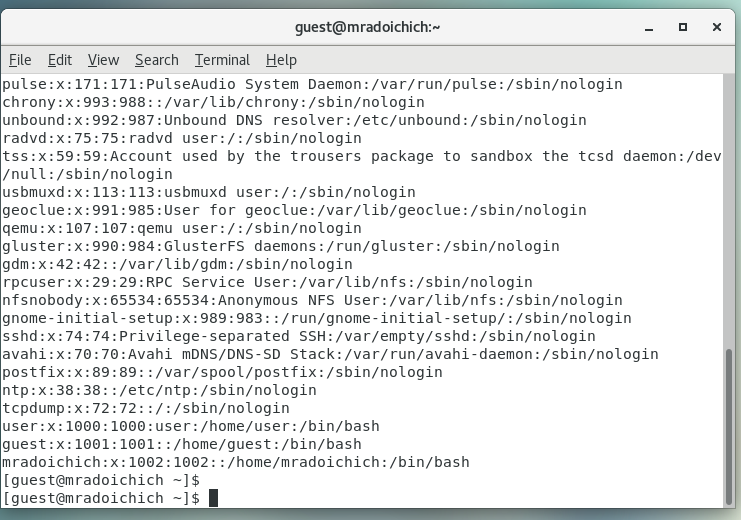 guest@mradoichich:~
File Edit View Search Terminal Help
pulse:x:171:171:PulseAudio System Daemon:/var/run/pulse:/sbin/nologin
chrony:x:993:988::/var/lib/chrony:/sbin/nologin
unbound:x:992:987:Unbound DNS resolver:/etc/unbound:/sbin/nologin
radvd:x:75:75:radvd user:/:/sbin/nologin
tss:x:59:59:Account used by the trousers package to sandbox the tcsd daemon:/dev
/null:/sbin/nologin
usbmuxd:x:113:113:usbmuxd user:/:/sbin/nologin
geoclue:x:991:985:User for geoclue:/var/lib/geoclue:/sbin/nologin
qemu:x:107:107:qemu user:/:/sbin/nologin
gluster:x:990:984:GlusterFS daemons:/run/gluster:/sbin/nologin
gdm:x:42:42::/var/lib/gdm:/sbin/nologin
rpcuser:x:29:29:RPC Service User:/var/lib/nfs:/sbin/nologin
nfsnobody:x:65534:65534:Anonymous NFS User:/var/lib/nfs:/sbin/nologin
gnome-initial-setup:x:989:983::/run/gnome-initial-setup/:/sbin/nologin
sshd:x:74:74:Privilege-separated SSH:/var/empty/sshd:/sbin/nologin
avahi:x:70:70:Avahi mDNS/DNS-SD Stack:/var/run/avahi-daemon:/sbin/nologin
postfix:x:89:89::/var/spool/postfix:/sbin/nologin
ntp:x:38:38::/etc/ntp:/sbin/nologin
tcpdump:x:72:72::/:/sbin/nologin
user:x:1000:1000:user:/home/user:/bin/bash
guest:x:1001:1001::/home/guest:/bin/bash
mradoichich:x:1002:1002::/home/mradoichich:/bin/bash
[guest@mradoichich ~]$
[guest@mradoichich ~]$